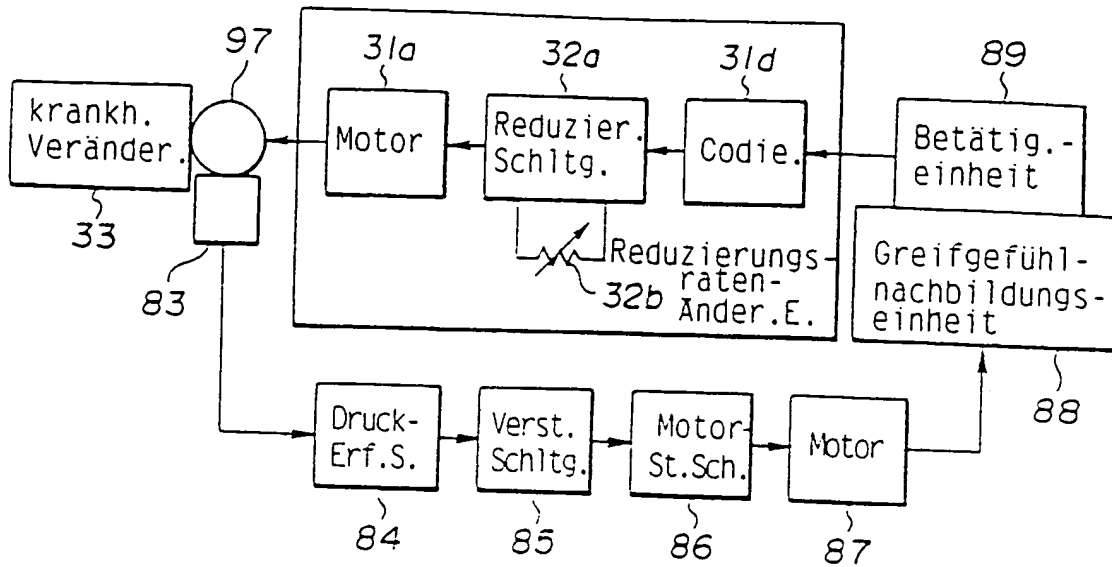 97
31a
32a
31d
89
krankh.
Veränder.
Motor
Reduzier.
Schltg.
Codie.
Betätig.-
einheit
33
83
32b
Reduzierungs-
raten-
Änder.E.
Greifgefühl-
nachbildungs-
einheit
88
Druck-
Erf.S.
Verst.
Schltg.
Motor-
St.Sch.
Motor
84
85
86
87